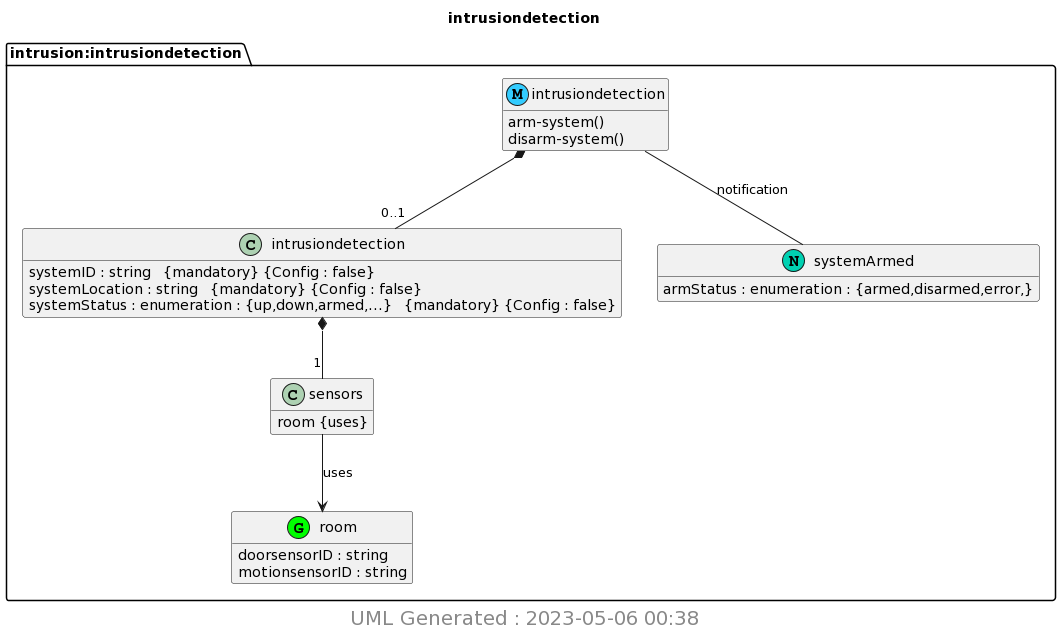 intrusiondetection
intrusion:intrusiondetection
M intrusiondetection
arm-system()
disarm-system()
notification
0..1
C intrusiondetection
systemID : string {mandatory} {Config : false}
systemLocation : string {mandatory} {Config : false}
systemStatus : enumeration : {up,down,armed,...} {mandatory} {Config : false}
N systemArmed
armStatus : enumeration : {armed,disarmed,error,}
1
C sensors
room {uses}
uses
G room
doorsensorID : string
motionsensorID : string
UML Generated : 2023-05-06 00:38